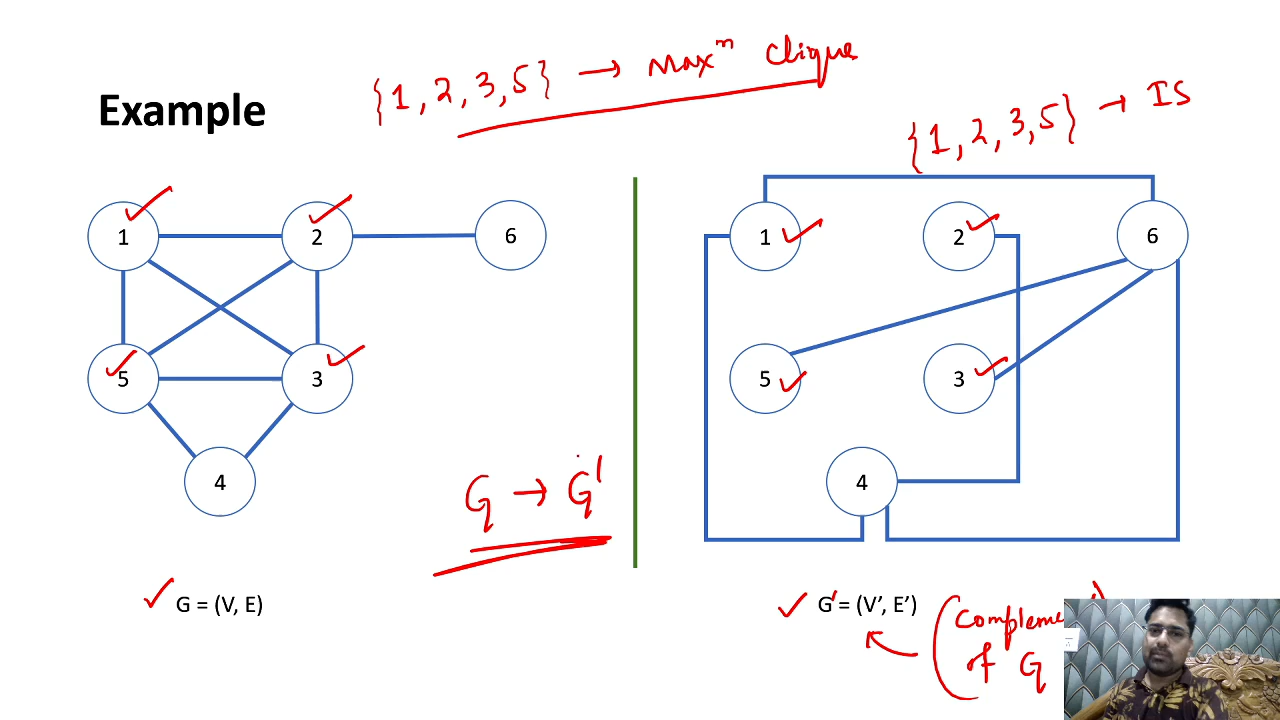 {1, 2, 3, 5} → Maxᵐ Clique
Example
{1, 2, 3, 5} → IS
1 2 6
5 3
4
1 2 6
5 3
4
G → G'
G = (V, E)
G' = (V’, E’)
(Compleme
of G